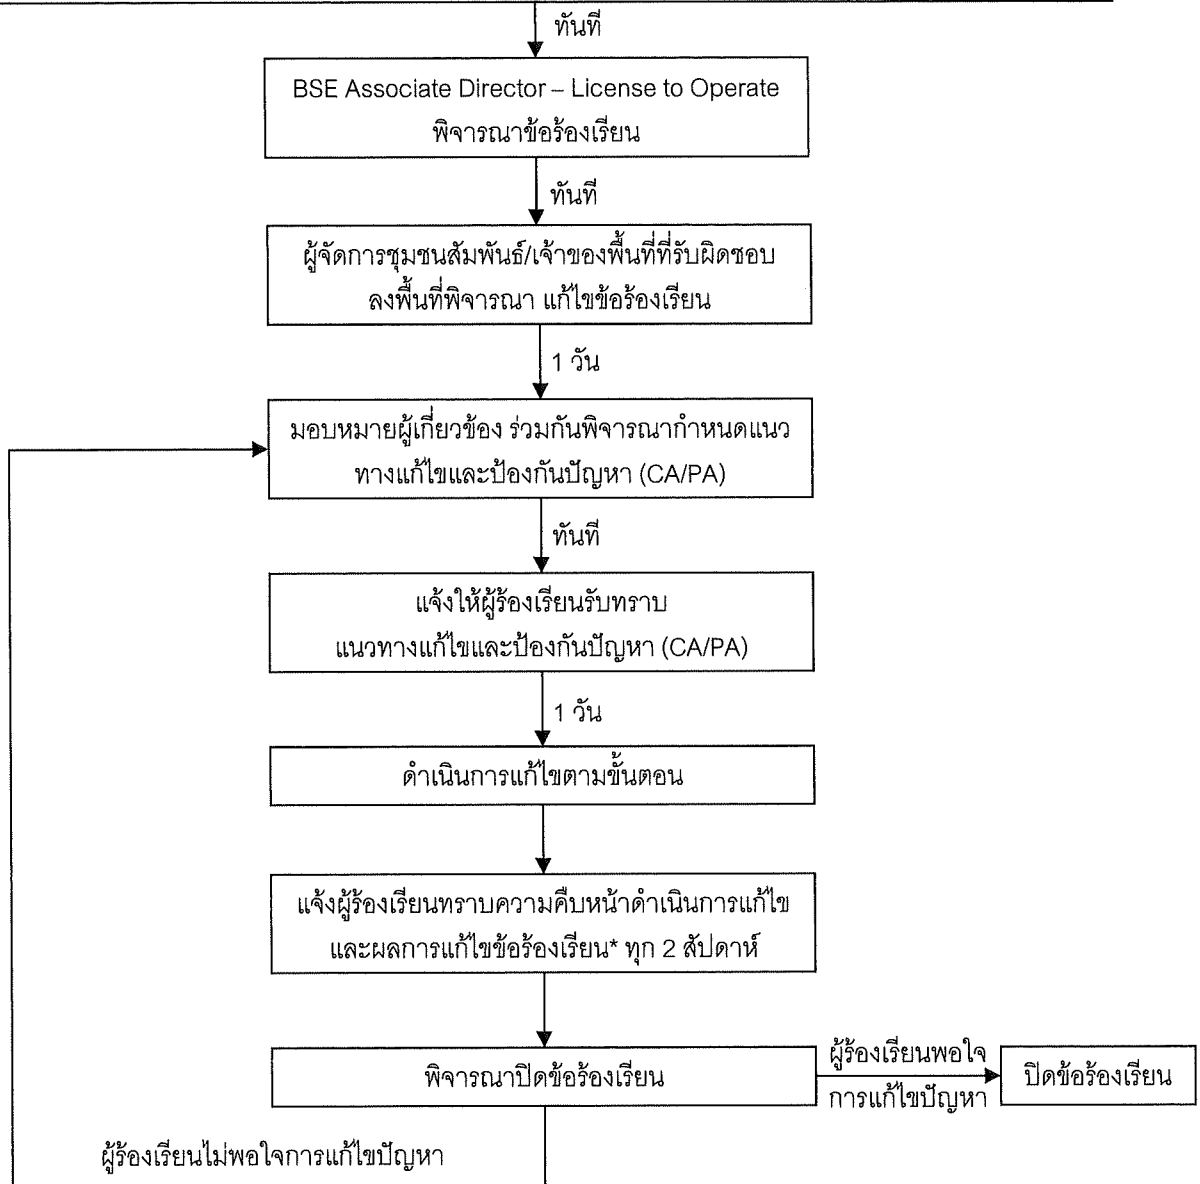 ทันที
BSE Associate Director – License to Operate
พิจารณาข้อร้องเรียน
ทันที
ผู้จัดการชุมชนสัมพันธ์/เจ้าของพื้นที่ที่รับผิดชอบ
ลงพื้นที่พิจารณา แก้ไขข้อร้องเรียน
1 วัน
มอบหมายผู้เกี่ยวข้อง ร่วมกันพิจารณากำหนดแนว
ทางแก้ไขและป้องกันปัญหา (CA/PA)
ทันที
แจ้งให้ผู้ร้องเรียนรับทราบ
แนวทางแก้ไขและป้องกันปัญหา (CA/PA)
1 วัน
ดำเนินการแก้ไขตามขั้นตอน
แจ้งผู้ร้องเรียนทราบความคืบหน้าดำเนินการแก้ไข
และผลการแก้ไขข้อร้องเรียน* ทุก 2 สัปดาห์
พิจารณาปิดข้อร้องเรียน
ผู้ร้องเรียนพอใจ
การแก้ไขปัญหา
ปิดข้อร้องเรียน
ผู้ร้องเรียนไม่พอใจการแก้ไขปัญหา